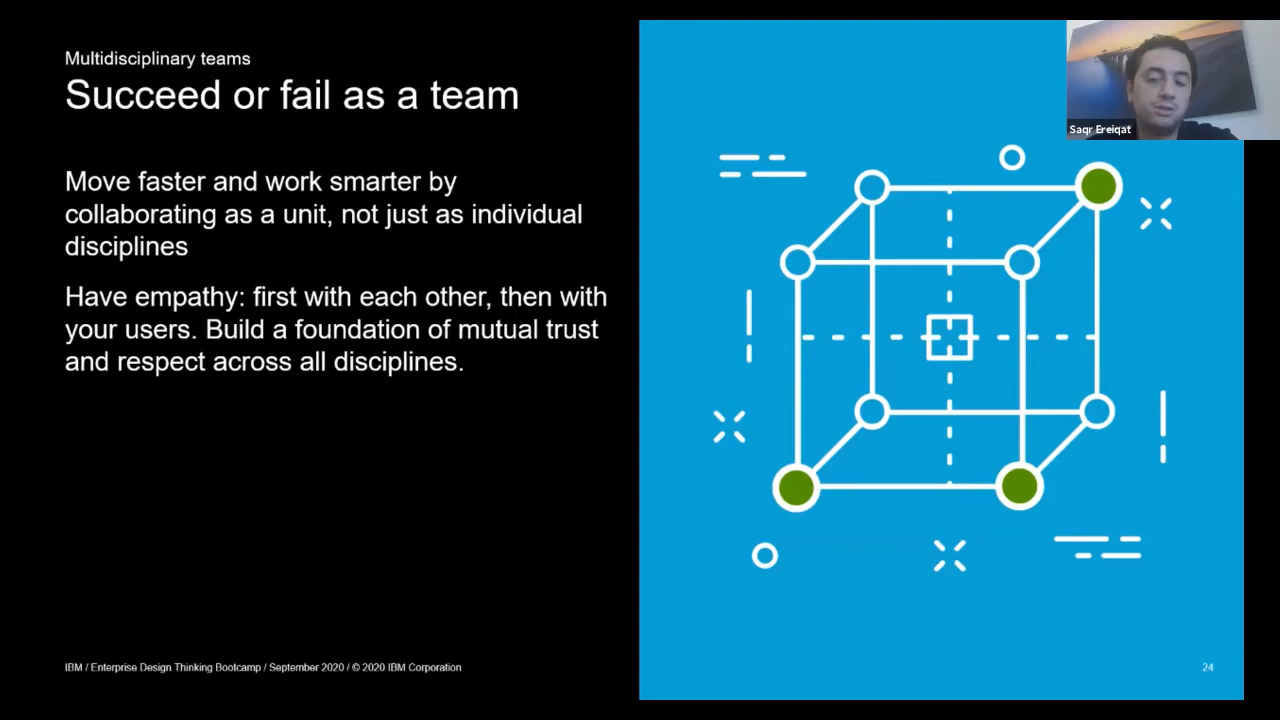 Multidisciplinary teams
Succeed or fail as a team
Move faster and work smarter by
collaborating as a unit, not just as individual
disciplines
Have empathy: first with each other, then with
your users. Build a foundation of mutual trust
and respect across all disciplines.
Saqr Ereiqat
IBM / Enterprise Design Thinking Bootcamp / September 2020 / © 2020 IBM Corporation
24